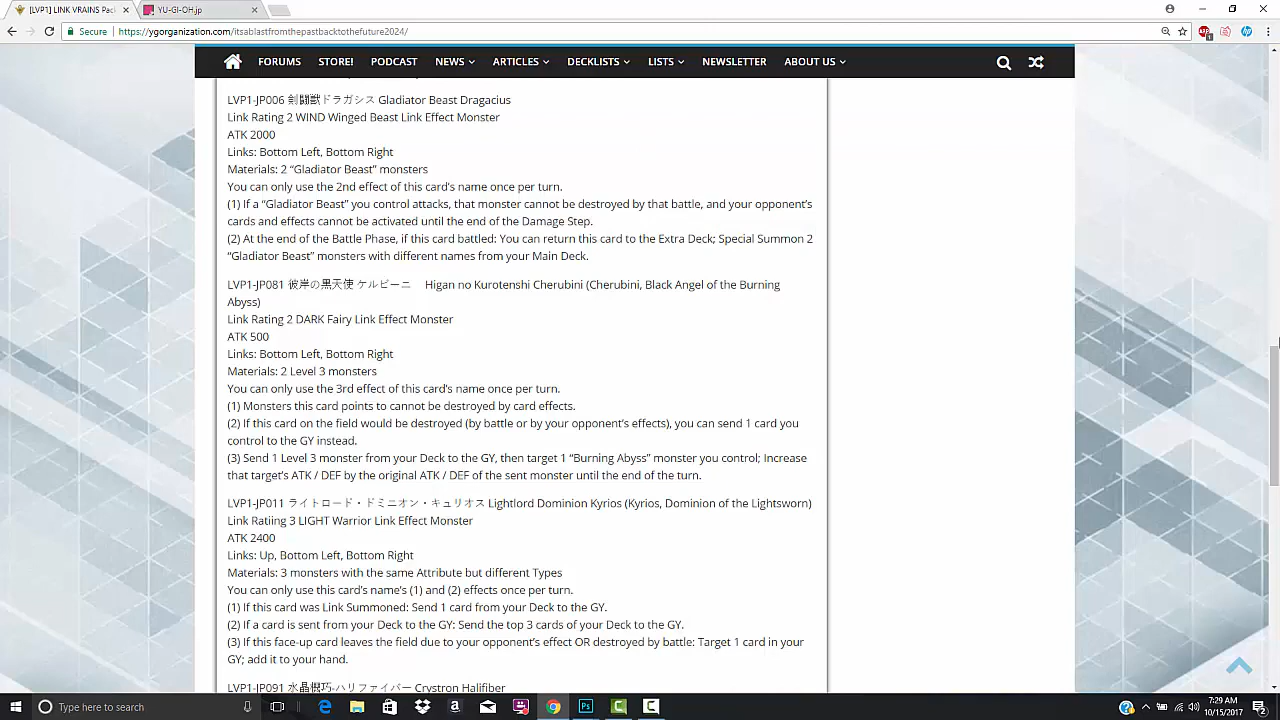 [LVP1] LINK VRAINS Pac
YU-GI-OH.jp
Secure
https://ygorganization.com/itsablastfromthepastbacktothefuture2024/
FORUMS STORE! PODCAST NEWS ARTICLES DECKLISTS LISTS NEWSLETTER ABOUT US
LVP1-JP006 剣闘獣ドラガシス Gladiator Beast Dragacius
Link Rating 2 WIND Winged Beast Link Effect Monster
ATK 2000
Links: Bottom Left, Bottom Right
Materials: 2 “Gladiator Beast” monsters
You can only use the 2nd effect of this card’s name once per turn.
(1) If a “Gladiator Beast” you control attacks, that monster cannot be destroyed by that battle, and your opponent’s
cards and effects cannot be activated until the end of the Damage Step.
(2) At the end of the Battle Phase, if this card battled: You can return this card to the Extra Deck; Special Summon 2
“Gladiator Beast” monsters with different names from your Main Deck.
LVP1-JP081 彼岸の黒天使 ケルビーニ Higan no Kurotenshi Cherubini (Cherubini, Black Angel of the Burning
Abyss)
Link Rating 2 DARK Fairy Link Effect Monster
ATK 500
Links: Bottom Left, Bottom Right
Materials: 2 Level 3 monsters
You can only use the 3rd effect of this card’s name once per turn.
(1) Monsters this card points to cannot be destroyed by card effects.
(2) If this card on the field would be destroyed (by battle or by your opponent’s effects), you can send 1 card you
control to the GY instead.
(3) Send 1 Level 3 monster from your Deck to the GY, then target 1 “Burning Abyss” monster you control; Increase
that target’s ATK / DEF by the original ATK / DEF of the sent monster until the end of the turn.
LVP1-JP011 ライトロード・ドミニオン・キュリオス Lightlord Dominion Kyrios (Kyrios, Dominion of the Lightsworn)
Link Ratiing 3 LIGHT Warrior Link Effect Monster
ATK 2400
Links: Up, Bottom Left, Bottom Right
Materials: 3 monsters with the same Attribute but different Types
You can only use this card’s name’s (1) and (2) effects once per turn.
(1) If this card was Link Summoned: Send 1 card from your Deck to the GY.
(2) If a card is sent from your Deck to the GY: Send the top 3 cards of your Deck to the GY.
(3) If this face-up card leaves the field due to your opponent’s effect OR destroyed by battle: Target 1 card in your
GY; add it to your hand.
LVP1-JP091 水晶機巧-ハリファイバー Crystron Halifiber
Type here to search
7:29 AM
10/15/2017